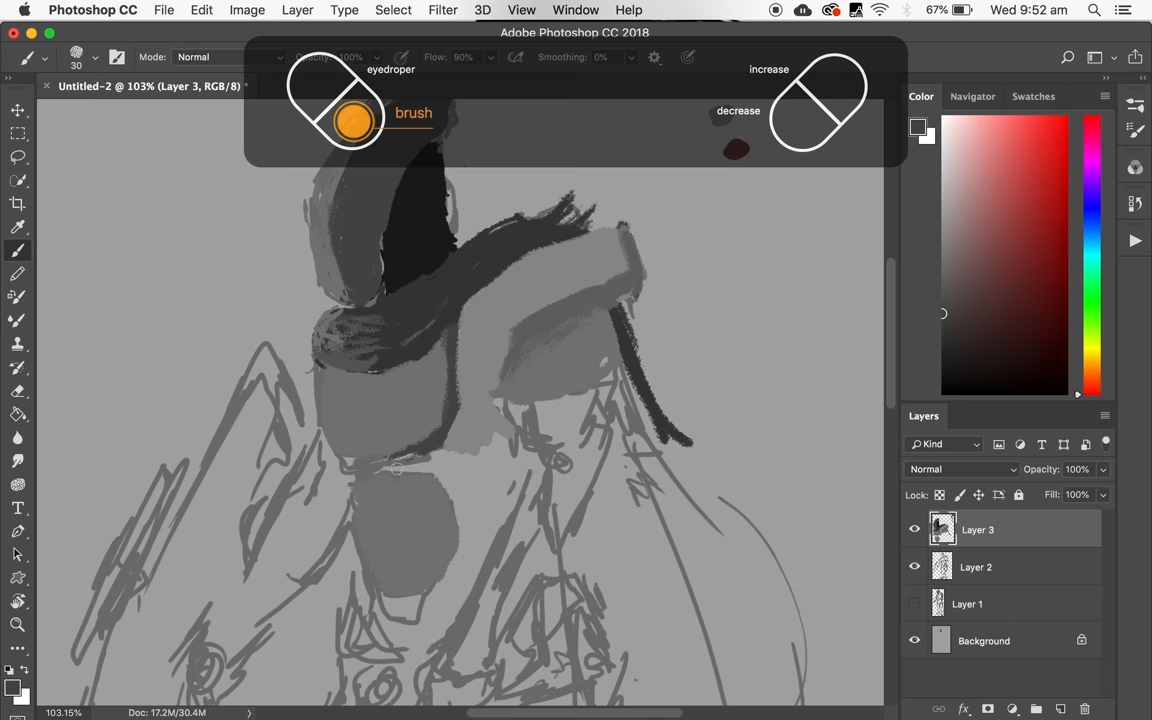 Photoshop CC File Edit Image Layer Type Select Filter 3D View Window Help 67% Wed 9:52 am
Adobe Photoshop CC 2018
30 Mode: Normal Opacity: 100% Flow: 90% Smoothing: 0%
eyedroper
brush
increase
decrease
Untitled-2 @ 103% (Layer 3, RGB/8) *
Color Navigator Swatches
Layers
Kind
Normal Opacity: 100%
Lock: Fill: 100%
Layer 3
Layer 2
Layer 1
Background
103.15% Doc: 17.2M/30.4M